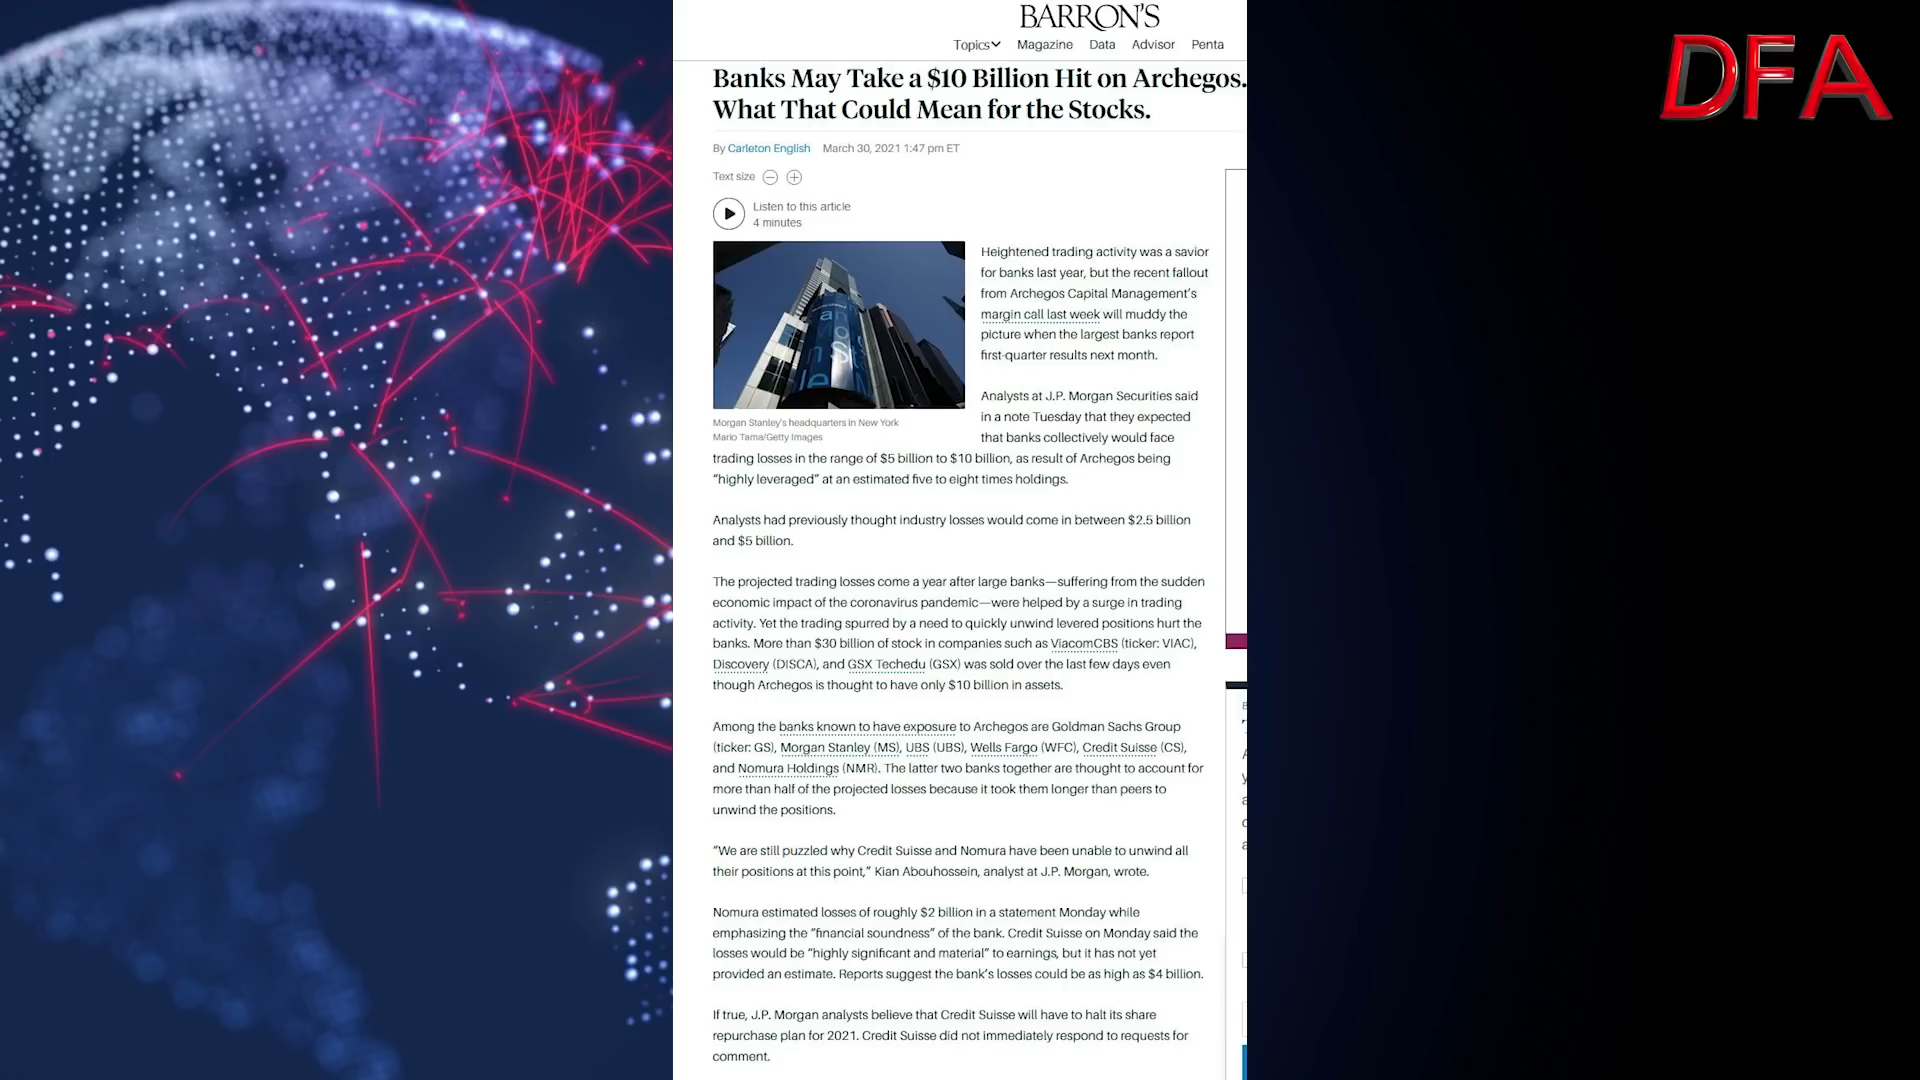 BARRON'S
DFA
Topics Magazine Data Advisor Penta
Banks May Take a $10 Billion Hit on Archegos.
What That Could Mean for the Stocks.
By Carleton English March 30, 2021 1:47 pm ET
Text size
Listen to this article
4 minutes
Morgan Stanley's headquarters in New York
Mario Tama/Getty Images
Heightened trading activity was a savior
for banks last year, but the recent fallout
from Archegos Capital Management's
margin call last week will muddy the
picture when the largest banks report
first-quarter results next month.
Analysts at J.P. Morgan Securities said
in a note Tuesday that they expected
that banks collectively would face
trading losses in the range of $5 billion to $10 billion, as result of Archegos being
“highly leveraged” at an estimated five to eight times holdings.
Analysts had previously thought industry losses would come in between $2.5 billion
and $5 billion.
The projected trading losses come a year after large banks—suffering from the sudden
economic impact of the coronavirus pandemic—were helped by a surge in trading
activity. Yet the trading spurred by a need to quickly unwind levered positions hurt the
banks. More than $30 billion of stock in companies such as ViacomCBS (ticker: VIAC),
Discovery (DISCA), and GSX Techedu (GSX) was sold over the last few days even
though Archegos is thought to have only $10 billion in assets.
Among the banks known to have exposure to Archegos are Goldman Sachs Group
(ticker: GS), Morgan Stanley (MS), UBS (UBS), Wells Fargo (WFC), Credit Suisse (CS),
and Nomura Holdings (NMR). The latter two banks together are thought to account for
more than half of the projected losses because it took them longer than peers to
unwind the positions.
“We are still puzzled why Credit Suisse and Nomura have been unable to unwind all
their positions at this point,” Kian Abouhossein, analyst at J.P. Morgan, wrote.
Nomura estimated losses of roughly $2 billion in a statement Monday while
emphasizing the “financial soundness” of the bank. Credit Suisse on Monday said the
losses would be “highly significant and material” to earnings, but it has not yet
provided an estimate. Reports suggest the bank's losses could be as high as $4 billion.
If true, J.P. Morgan analysts believe that Credit Suisse will have to halt its share
repurchase plan for 2021. Credit Suisse did not immediately respond to requests for
comment.